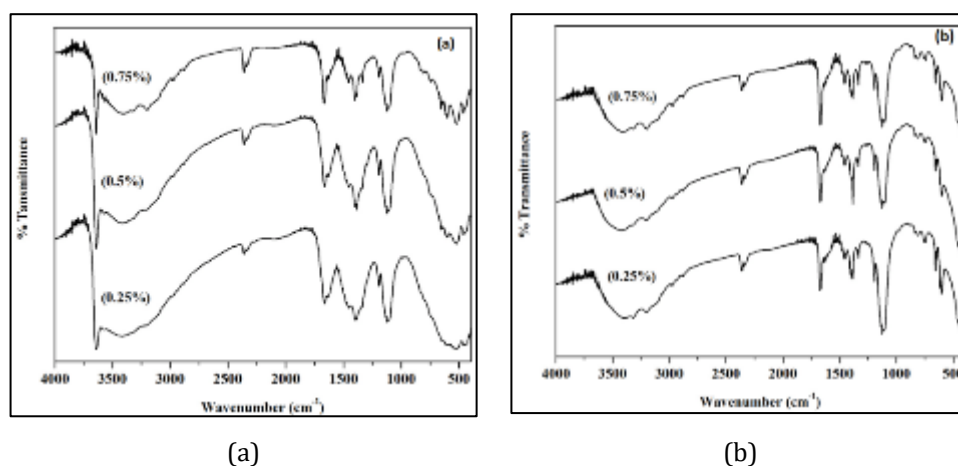 (a)
(0.75%)
(0.5%)
(0.25%)
% Tansmittance
4000 3500 3000 2500 2000 1500 1000 500
Wavenumber (cm⁻¹)
(b)
(0.75%)
(0.5%)
(0.25%)
% Transmittance
4000 3500 3000 2500 2000 1500 1000 500
Wavenumber (cm⁻¹)
(a) (b)